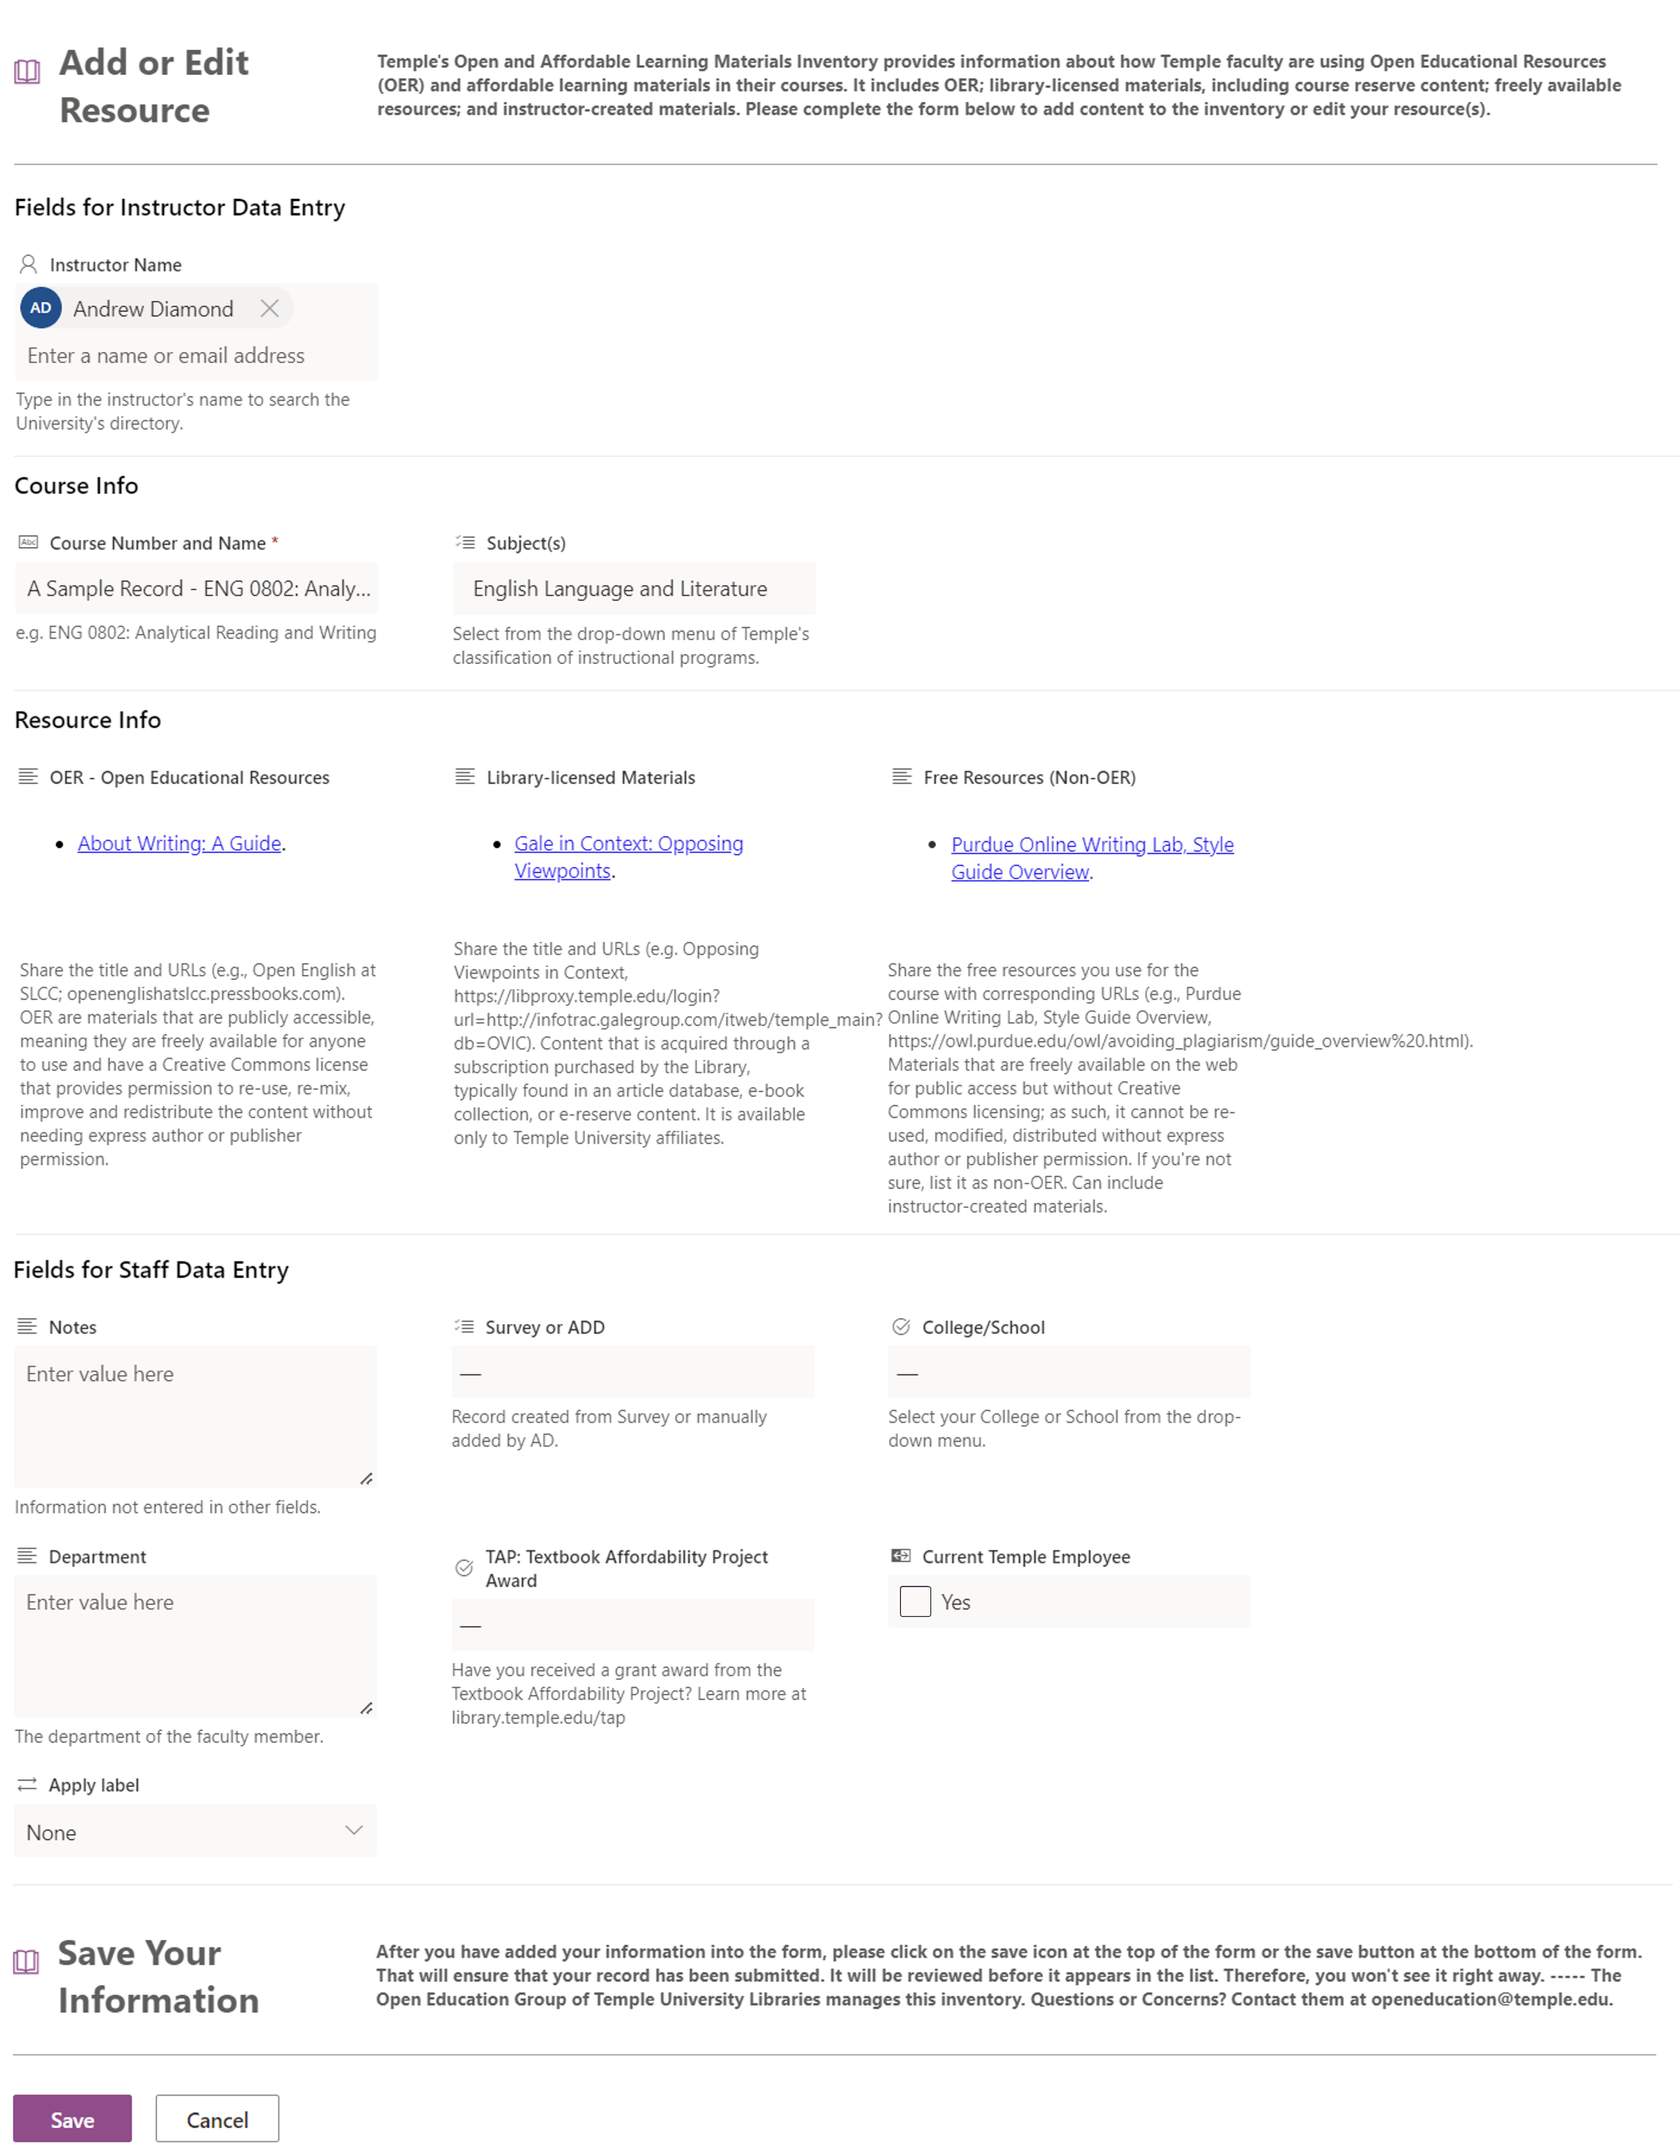 Add or Edit
Resource
Temple's Open and Affordable Learning Materials Inventory provides information about how Temple faculty are using Open Educational Resources
(OER) and affordable learning materials in their courses. It includes OER; library-licensed materials, including course reserve content; freely available
resources; and instructor-created materials. Please complete the form below to add content to the inventory or edit your resource(s).
Fields for Instructor Data Entry
Instructor Name
AD Andrew Diamond
Enter a name or email address
Type in the instructor's name to search the
University's directory.
Course Info
Abc Course Number and Name *
A Sample Record - ENG 0802: Analy...
e.g. ENG 0802: Analytical Reading and Writing
Subject(s)
English Language and Literature
Select from the drop-down menu of Temple's
classification of instructional programs.
Resource Info
OER - Open Educational Resources
• About Writing: A Guide.
Share the title and URLs (e.g., Open English at
SLCC; openenglishatslcc.pressbooks.com).
OER are materials that are publicly accessible,
meaning they are freely available for anyone
to use and have a Creative Commons license
that provides permission to re-use, re-mix,
improve and redistribute the content without
needing express author or publisher
permission.
Library-licensed Materials
• Gale in Context: Opposing
Viewpoints.
Share the title and URLs (e.g. Opposing
Viewpoints in Context,
https://libproxy.temple.edu/login?
url=http://infotrac.galegroup.com/itweb/temple_main?
db=OVIC). Content that is acquired through a
subscription purchased by the Library,
typically found in an article database, e-book
collection, or e-reserve content. It is available
only to Temple University affiliates.
Free Resources (Non-OER)
• Purdue Online Writing Lab, Style
Guide Overview.
Share the free resources you use for the
course with corresponding URLs (e.g., Purdue
Online Writing Lab, Style Guide Overview,
https://owl.purdue.edu/owl/avoiding_plagiarism/guide_overview%20.html).
Materials that are freely available on the web
for public access but without Creative
Commons licensing; as such, it cannot be re-
used, modified, distributed without express
author or publisher permission. If you're not
sure, list it as non-OER. Can include
instructor-created materials.
Fields for Staff Data Entry
Notes
Enter value here
Information not entered in other fields.
Survey or ADD
—
Record created from Survey or manually
added by AD.
College/School
—
Select your College or School from the drop-
down menu.
Department
Enter value here
The department of the faculty member.
TAP: Textbook Affordability Project
Award
—
Have you received a grant award from the
Textbook Affordability Project? Learn more at
library.temple.edu/tap
Current Temple Employee
Yes
Apply label
None
Save Your
Information
After you have added your information into the form, please click on the save icon at the top of the form or the save button at the bottom of the form.
That will ensure that your record has been submitted. It will be reviewed before it appears in the list. Therefore, you won't see it right away. ----- The
Open Education Group of Temple University Libraries manages this inventory. Questions or Concerns? Contact them at openeducation@temple.edu.
Save
Cancel